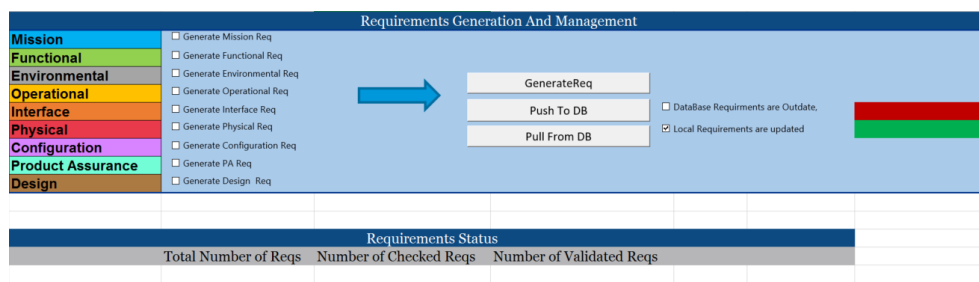 Requirements Generation And Management
Mission
Generate Mission Req
Functional
Generate Functional Req
Environmental
Generate Environmental Req
Operational
Generate Operational Req
Interface
Generate Interface Req
Physical
Generate Physical Req
Configuration
Generate Configuration Req
Product Assurance
Generate PA Req
Design
Generate Design Req
GenerateReq
Push To DB
Pull From DB
DataBase Requirments are Outdate,
Local Requirements are updated
Requirements Status
Total Number of Reqs Number of Checked Reqs Number of Validated Reqs